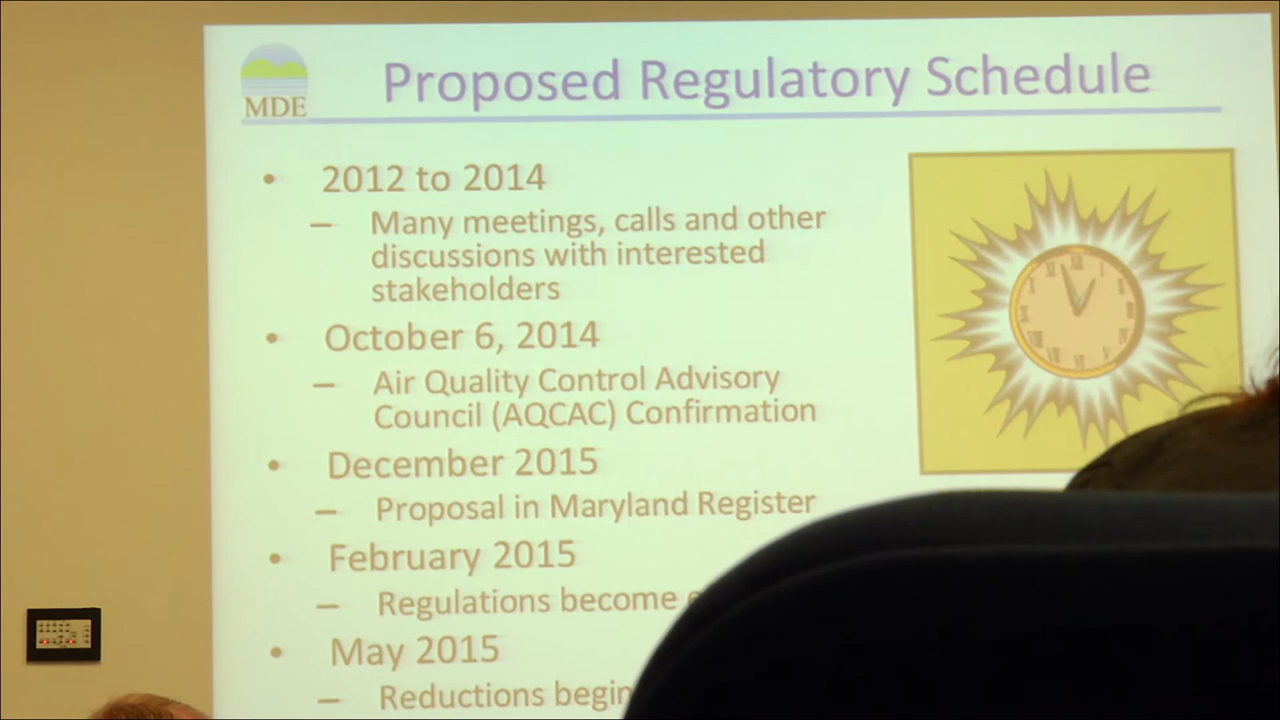 MDE
Proposed Regulatory Schedule
• 2012 to 2014
– Many meetings, calls and other
discussions with interested
stakeholders
• October 6, 2014
– Air Quality Control Advisory
Council (AQCAC) Confirmation
• December 2015
– Proposal in Maryland Register
• February 2015
– Regulations become
• May 2015
– Reductions begin